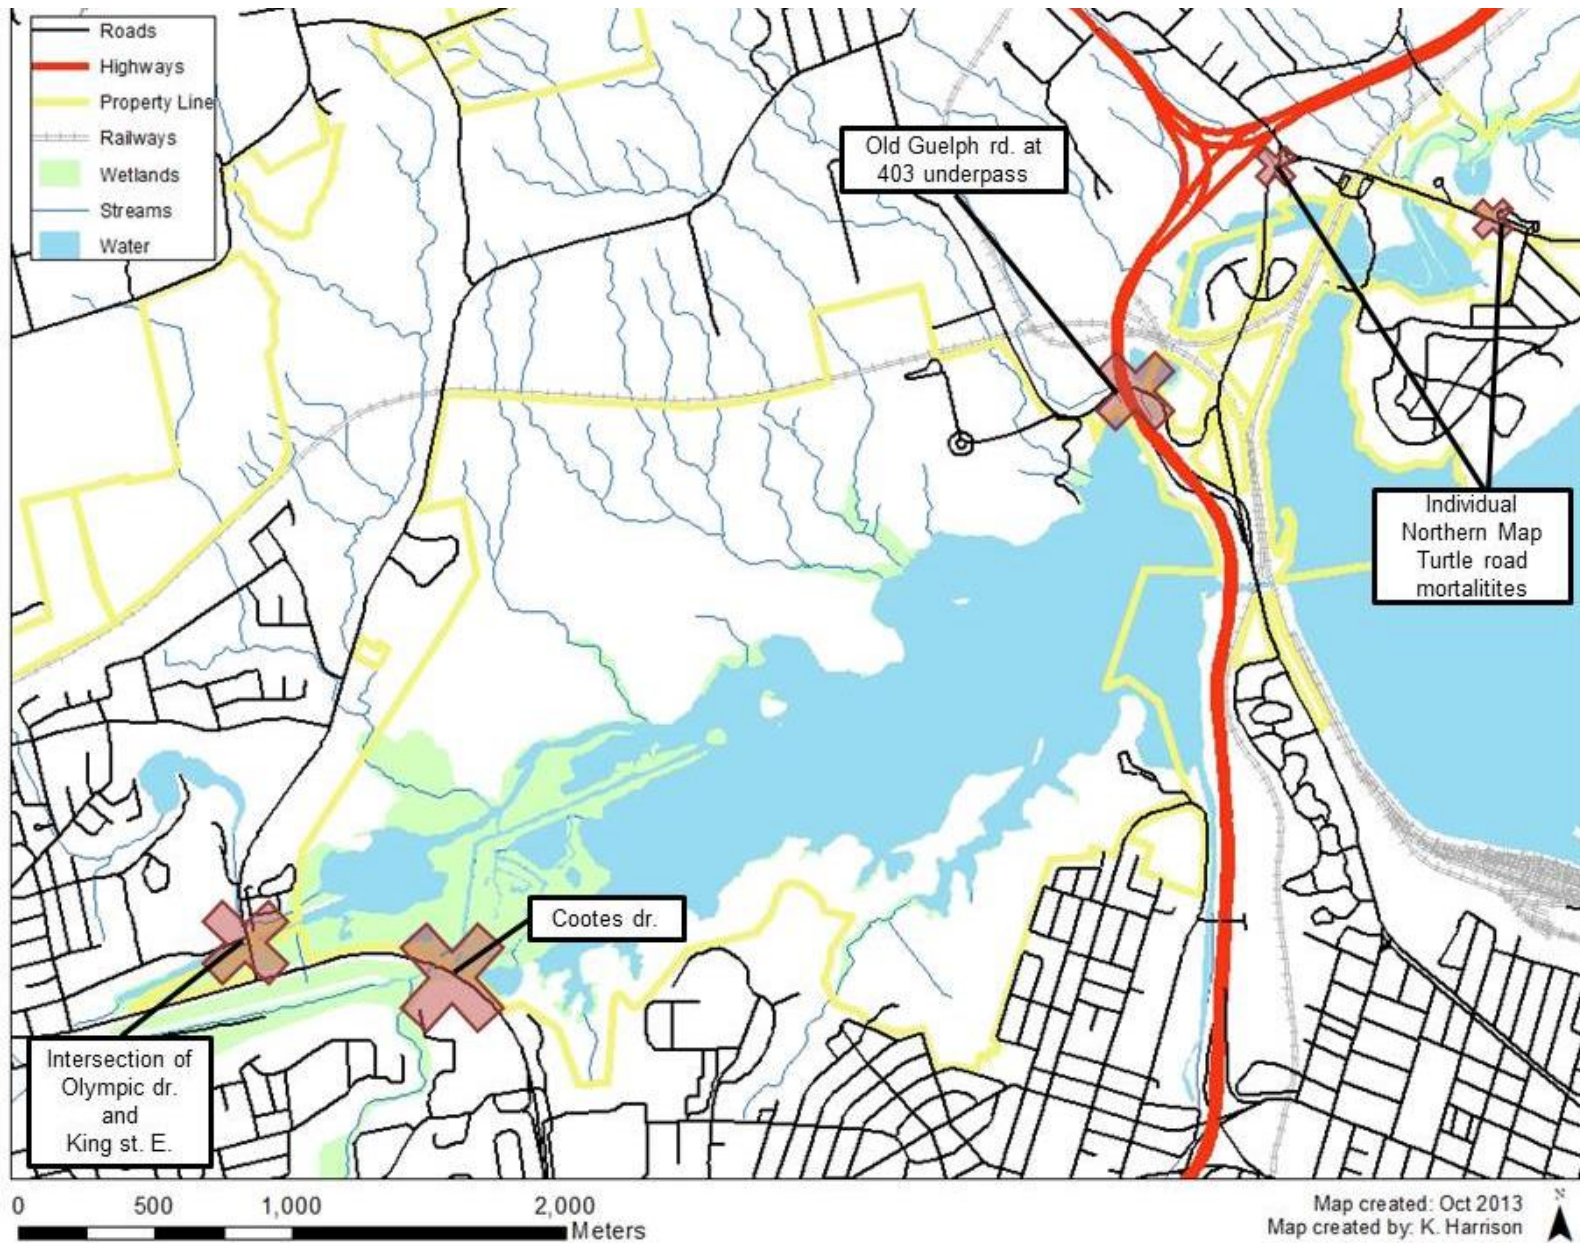 Roads
Highways
Property Line
Railways
Wetlands
Streams
Water
Old Guelph rd. at
403 underpass
Individual
Northern Map
Turtle road
mortalitites
Cootes dr.
Intersection of
Olympic dr.
and
King st. E.
0 500 1,000 2,000
Meters
Map created: Oct 2013
Map created by: K. Harrison
N